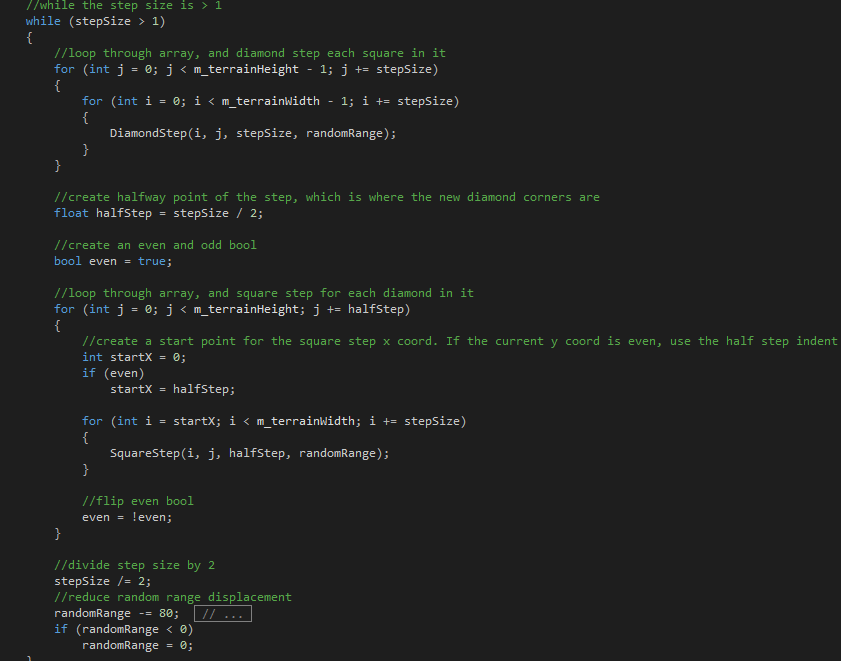 //while the step size is > 1
while (stepSize > 1)
{
//loop through array, and diamond step each square in it
for (int j = 0; j < m_terrainHeight - 1; j += stepSize)
{
for (int i = 0; i < m_terrainWidth - 1; i += stepSize)
{
DiamondStep(i, j, stepSize, randomRange);
}
}
//create halfway point of the step, which is where the new diamond corners are
float halfStep = stepSize / 2;
//create an even and odd bool
bool even = true;
//loop through array, and square step for each diamond in it
for (int j = 0; j < m_terrainHeight; j += halfStep)
{
//create a start point for the square step x coord. If the current y coord is even, use the half step indent
int startX = 0;
if (even)
startX = halfStep;
for (int i = startX; i < m_terrainWidth; i += stepSize)
{
SquareStep(i, j, halfStep, randomRange);
}
//flip even bool
even = !even;
}
//divide step size by 2
stepSize /= 2;
//reduce random range displacement
randomRange -= 80; // ...
if (randomRange < 0)
randomRange = 0;
}